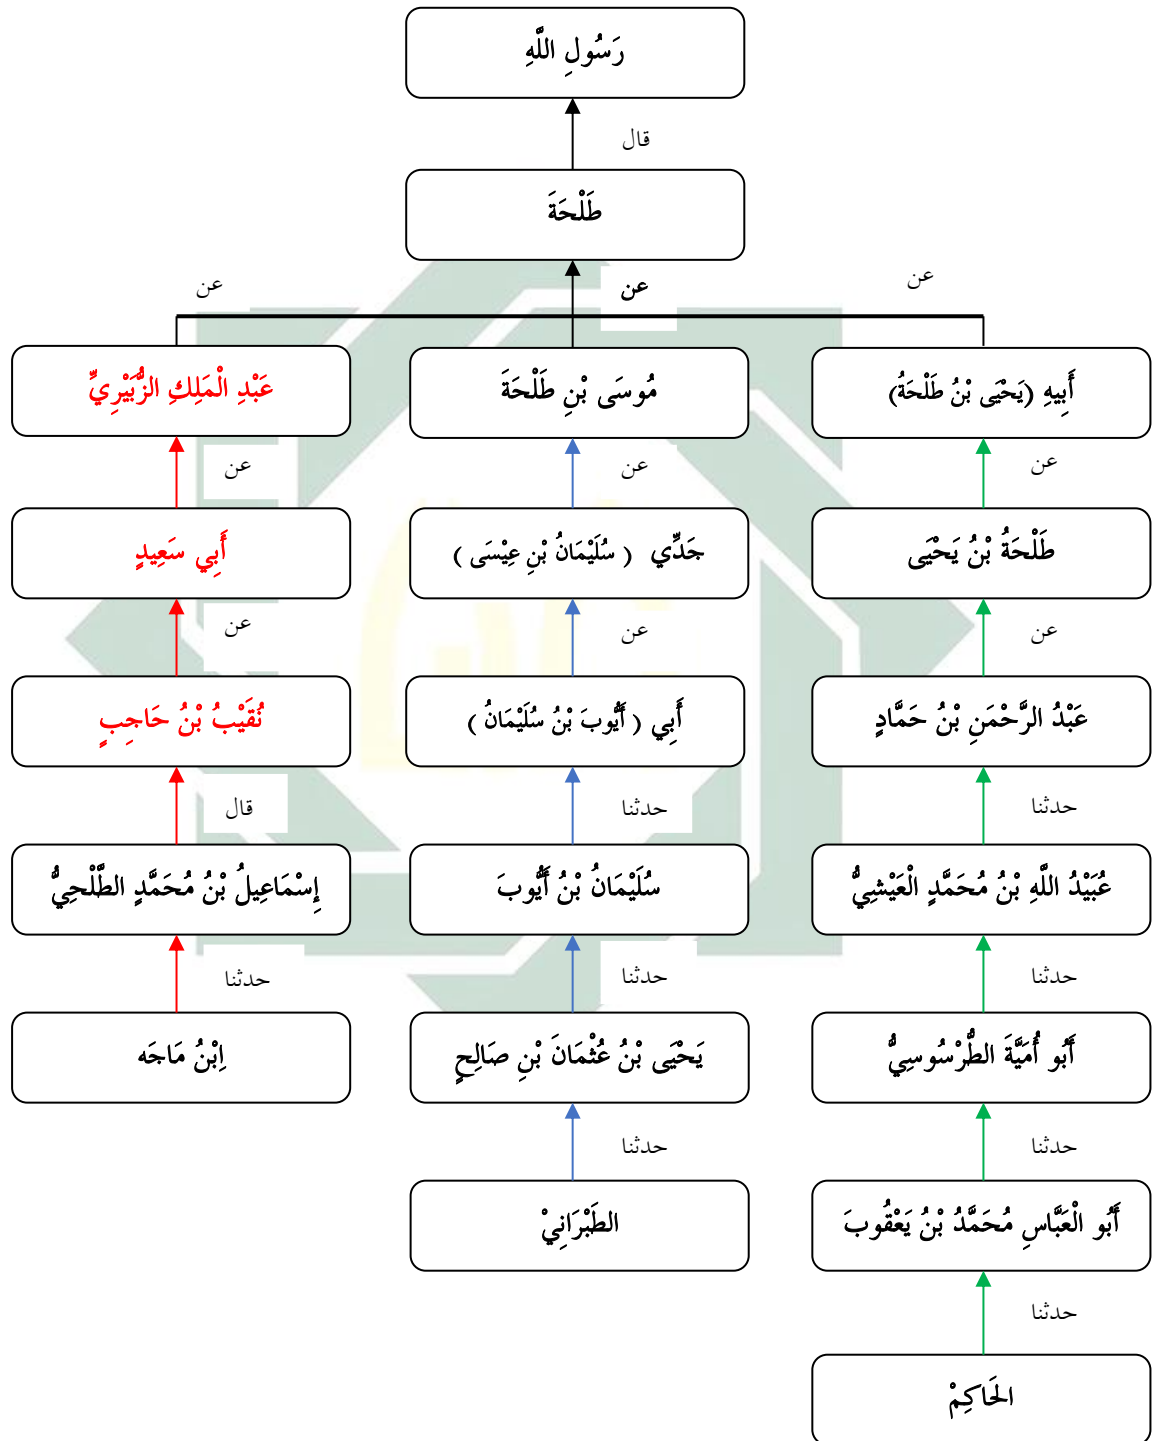 رَسُولِ اللَّهِ
قال
طَلْحَةَ
عن
عن
عن
أَبِيهِ (يَحْيَى بْنُ طَلْحَةُ)
مُوسَى بْنِ طَلْحَةَ
عَبْدِ الْمَلِكِ الزُّبَيْرِيِّ
عن
عن
عن
طَلْحَةُ بْنُ يَحْيَى
جَدِّي ( سُلَيْمَانُ بْنِ عِيْسَى )
أَبِي سَعِيدٍ
عن
عن
عن
عَبْدُ الرَّحْمَنِ بْنُ حَمَّادٍ
أَبِي ( أَيُّوبَ بْنُ سُلَيْمَانُ )
نُقَيْبُ بْنُ حَاجِبٍ
حدثنا
حدثنا
قال
عُبَيْدُ اللَّهِ بْنُ مُحَمَّدٍ الْعَيْشِيُّ
سُلَيْمَانُ بْنُ أَيُّوبَ
إِسْمَاعِيلُ بْنُ مُحَمَّدٍ الطَّلْحِيُّ
حدثنا
حدثنا
حدثنا
أَبُو أُمَيَّةَ الطُّرْسُوسِيُّ
يَحْيَى بْنُ عُثْمَانَ بْنِ صَالِحٍ
اِبْنُ مَاجَه
حدثنا
حدثنا
أَبُو الْعَبَّاسِ مُحَمَّدُ بْنُ يَعْقُوبَ
الطَبْرَانِيْ
حدثنا
الحَاكِمْ